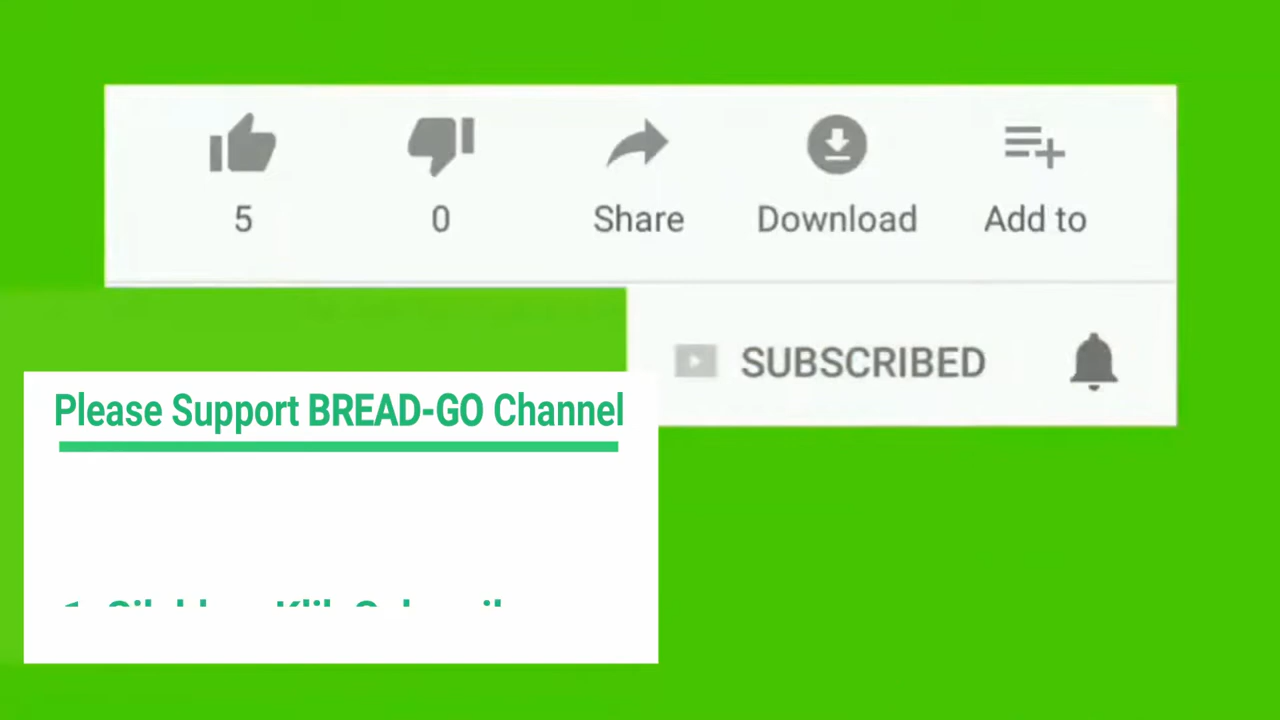 5
0
Share
Download
Add to
SUBSCRIBED
Please Support BREAD-GO Channel